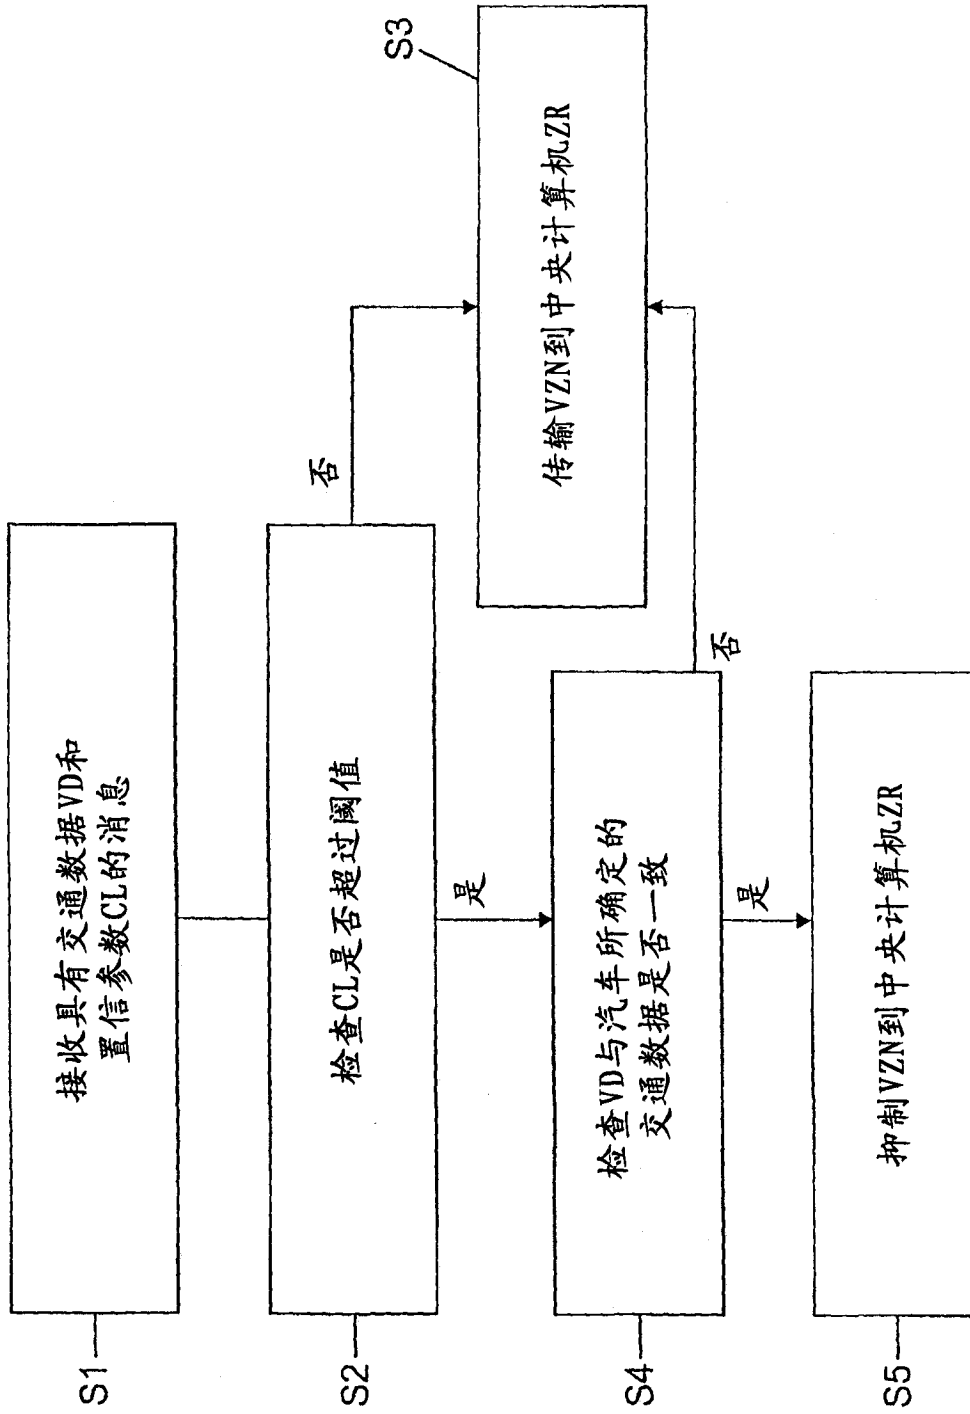 S1
接收具有交通数据VD和
置信参数CL的消息
S2
检查CL是否超过阈值
否
是
S3
传输VZN到中央计算机ZR
S4
检查VD与汽车所确定的
交通数据是否一致
否
是
S5
抑制VZN到中央计算机ZR